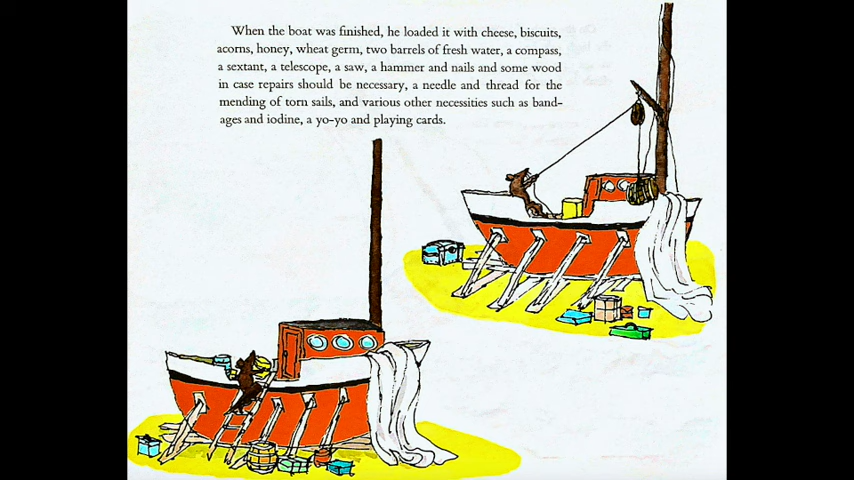 When the boat was finished, he loaded it with cheese, biscuits,
acorns, honey, wheat germ, two barrels of fresh water, a compass,
a sextant, a telescope, a saw, a hammer and nails and some wood
in case repairs should be necessary, a needle and thread for the
mending of torn sails, and various other necessities such as band-
ages and iodine, a yo-yo and playing cards.